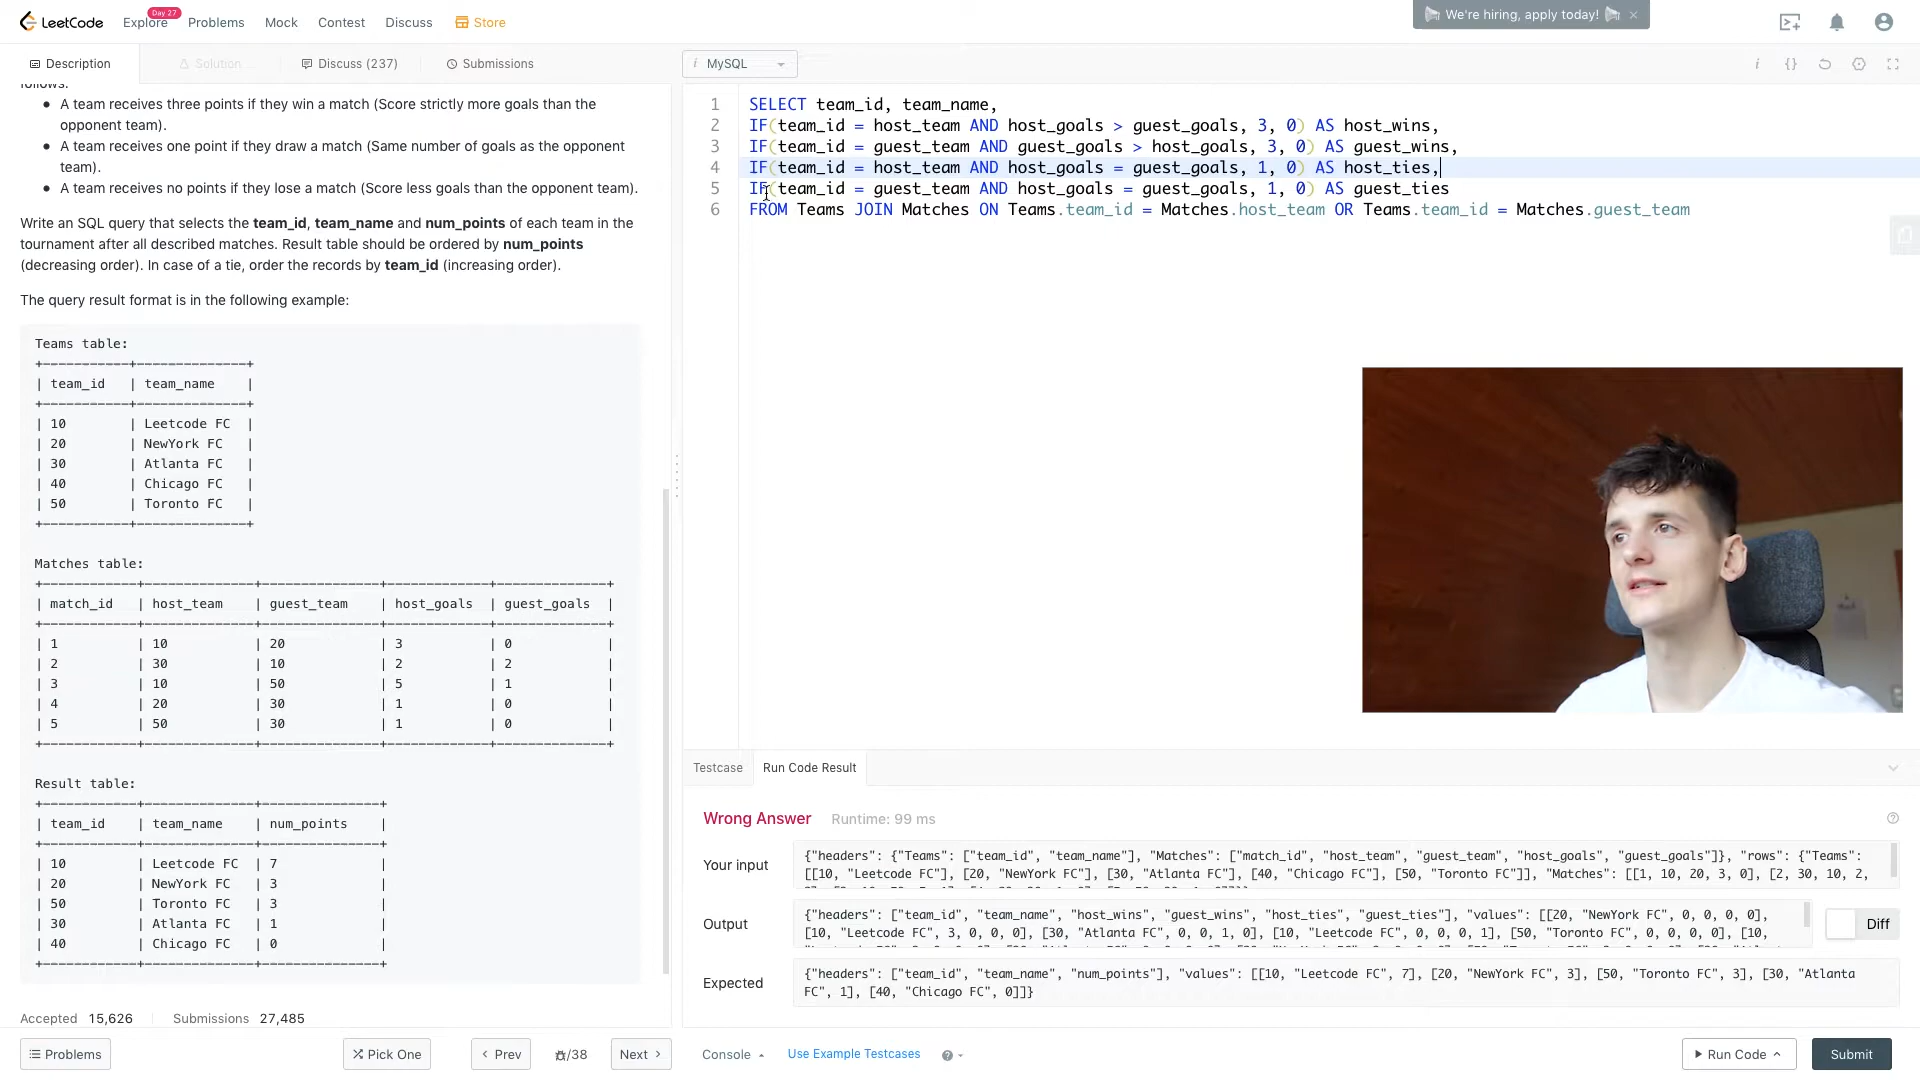 LeetCode
Explore
Day 27
Problems
Mock
Contest
Discuss
Store
We're hiring, apply today!
Description
Solution
Discuss (237)
Submissions
i MySQL
follows:
• A team receives three points if they win a match (Score strictly more goals than the
opponent team).
• A team receives one point if they draw a match (Same number of goals as the opponent
team).
• A team receives no points if they lose a match (Score less goals than the opponent team).
Write an SQL query that selects the team_id, team_name and num_points of each team in the
tournament after all described matches. Result table should be ordered by num_points
(decreasing order). In case of a tie, order the records by team_id (increasing order).
The query result format is in the following example:
Teams table:
+-----------+--------------+
| team_id | team_name |
+-----------+--------------+
| 10 | Leetcode FC |
| 20 | NewYork FC |
| 30 | Atlanta FC |
| 40 | Chicago FC |
| 50 | Toronto FC |
+-----------+--------------+
Matches table:
+------------+--------------+---------------+-------------+--------------+
| match_id | host_team | guest_team | host_goals | guest_goals |
+------------+--------------+---------------+-------------+--------------+
| 1 | 10 | 20 | 3 | 0 |
| 2 | 30 | 10 | 2 | 2 |
| 3 | 10 | 50 | 5 | 1 |
| 4 | 20 | 30 | 1 | 0 |
| 5 | 50 | 30 | 1 | 0 |
+------------+--------------+---------------+-------------+--------------+
Result table:
+------------+--------------+---------------+
| team_id | team_name | num_points |
+------------+--------------+---------------+
| 10 | Leetcode FC | 7 |
| 20 | NewYork FC | 3 |
| 50 | Toronto FC | 3 |
| 30 | Atlanta FC | 1 |
| 40 | Chicago FC | 0 |
+------------+--------------+---------------+
Accepted 15,626
Submissions 27,485
1 SELECT team_id, team_name,
2 IF(team_id = host_team AND host_goals > guest_goals, 3, 0) AS host_wins,
3 IF(team_id = guest_team AND guest_goals > host_goals, 3, 0) AS guest_wins,
4 IF(team_id = host_team AND host_goals = guest_goals, 1, 0) AS host_ties,
5 IF(team_id = guest_team AND host_goals = guest_goals, 1, 0) AS guest_ties
6 FROM Teams JOIN Matches ON Teams.team_id = Matches.host_team OR Teams.team_id = Matches.guest_team
Testcase
Run Code Result
Wrong Answer
Runtime: 99 ms
Your input
{"headers": {"Teams": ["team_id", "team_name"], "Matches": ["match_id", "host_team", "guest_team", "host_goals", "guest_goals"]}, "rows": {"Teams":
[[10, "Leetcode FC"], [20, "NewYork FC"], [30, "Atlanta FC"], [40, "Chicago FC"], [50, "Toronto FC"]], "Matches": [[1, 10, 20, 3, 0], [2, 30, 10, 2,
Output
{"headers": ["team_id", "team_name", "host_wins", "guest_wins", "host_ties", "guest_ties"], "values": [[20, "NewYork FC", 0, 0, 0, 0],
[10, "Leetcode FC", 3, 0, 0, 0], [30, "Atlanta FC", 0, 0, 1, 0], [10, "Leetcode FC", 0, 0, 0, 1], [50, "Toronto FC", 0, 0, 0, 0], [10,
Diff
Expected
{"headers": ["team_id", "team_name", "num_points"], "values": [[10, "Leetcode FC", 7], [20, "NewYork FC", 3], [50, "Toronto FC", 3], [30, "Atlanta
FC", 1], [40, "Chicago FC", 0]]}
Problems
Pick One
Prev
/38
Next
Console
Use Example Testcases
Run Code
Submit